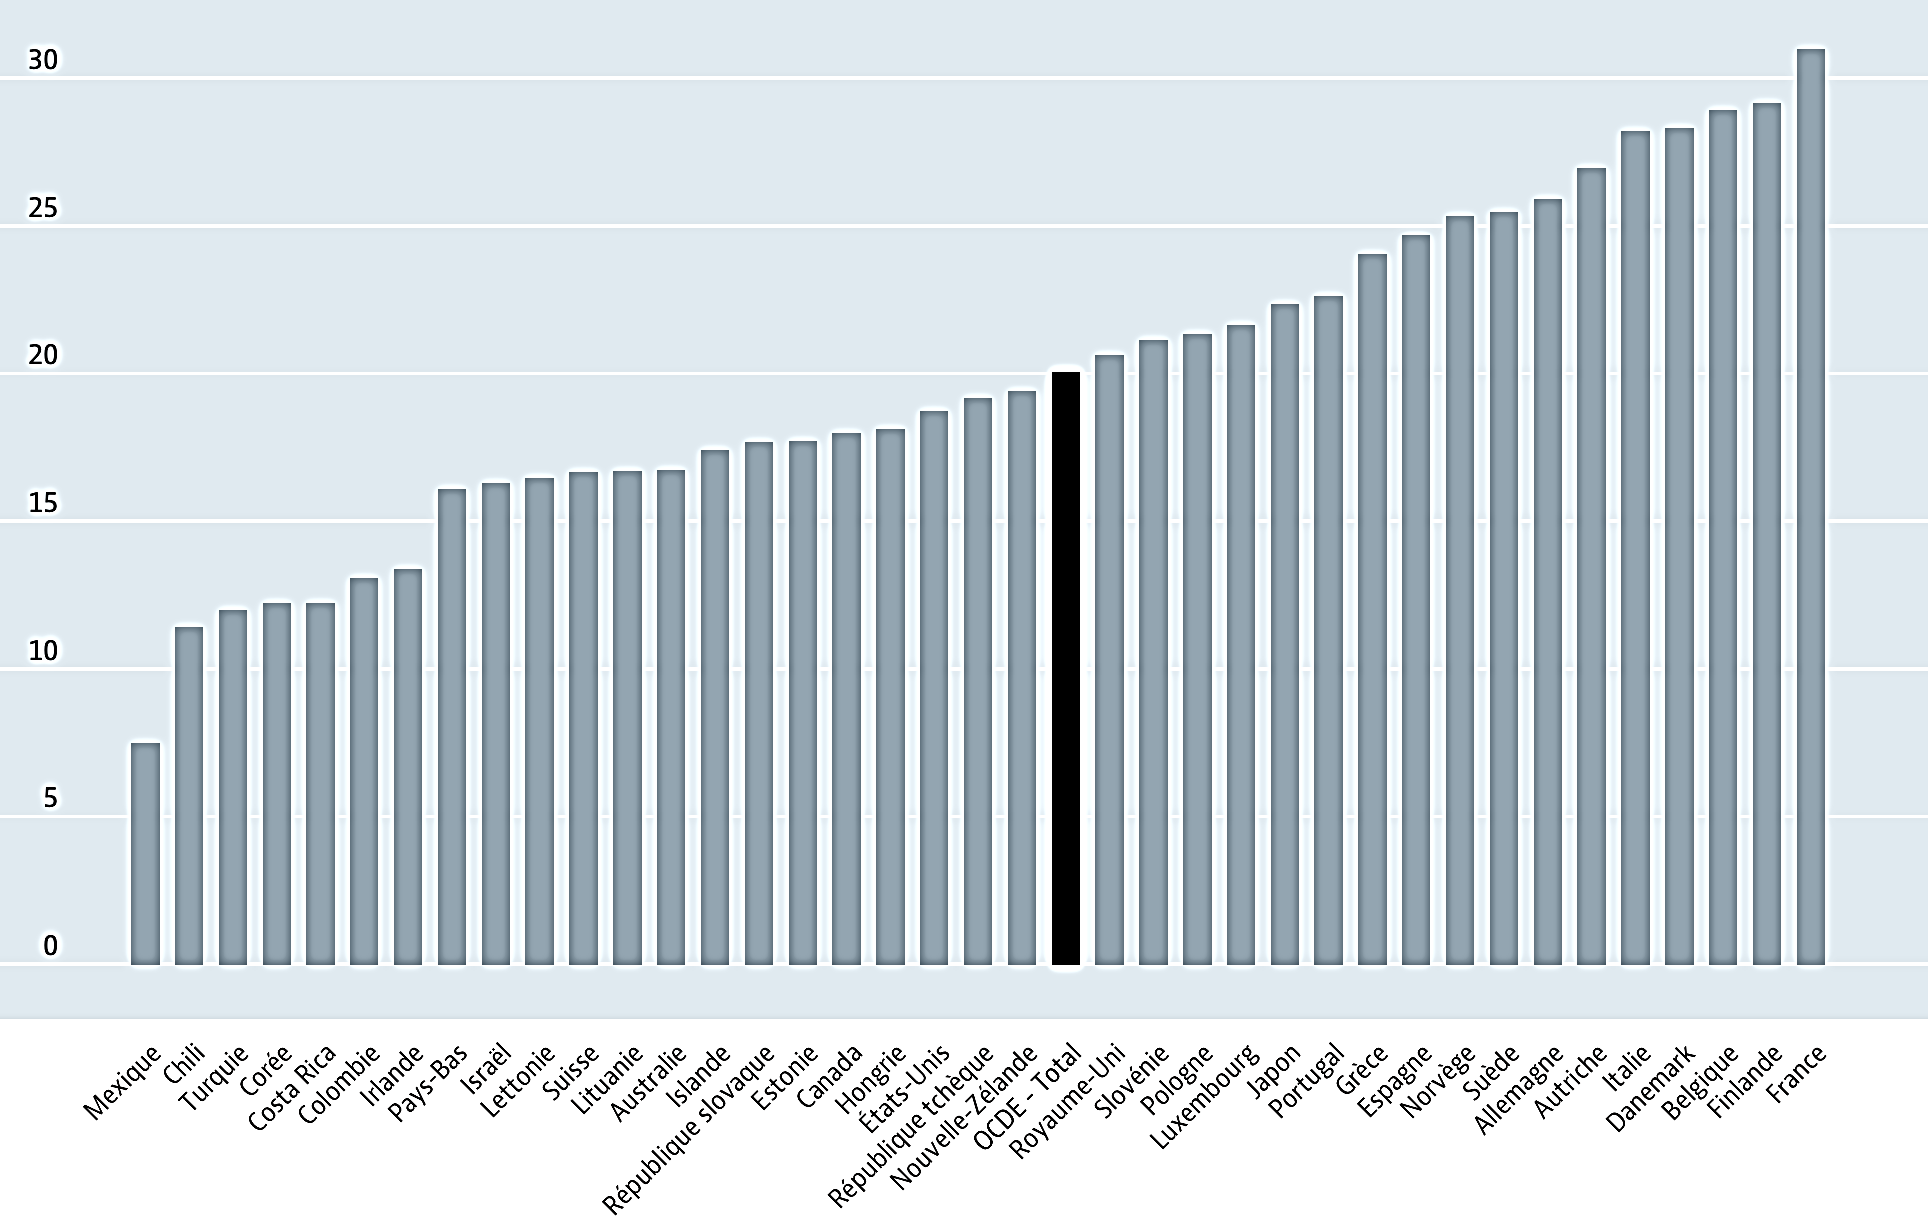 30
25
20
15
10
5
0
Mexique
Chili
Turquie
Corée
Costa Rica
Colombie
Irlande
Pays-Bas
Israël
Lettonie
Suisse
Lituanie
Australie
Islande
République slovaque
Estonie
Canada
Hongrie
États-Unis
République tchèque
Nouvelle-Zélande
OCDE - Total
Royaume-Uni
Slovénie
Pologne
Luxembourg
Japon
Portugal
Grèce
Espagne
Norvège
Suède
Allemagne
Autriche
Italie
Danemark
Belgique
Finlande
France